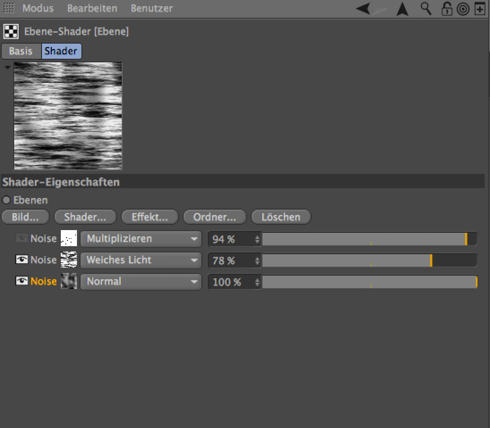 Modus Bearbeiten Benutzer
Ebene-Shader [Ebene]
Basis Shader
Shader-Eigenschaften
Ebenen
Bild... Shader... Effekt... Ordner... Löschen
Noise Multiplizieren 94 %
Noise Weiches Licht 78 %
Noise Normal 100 %